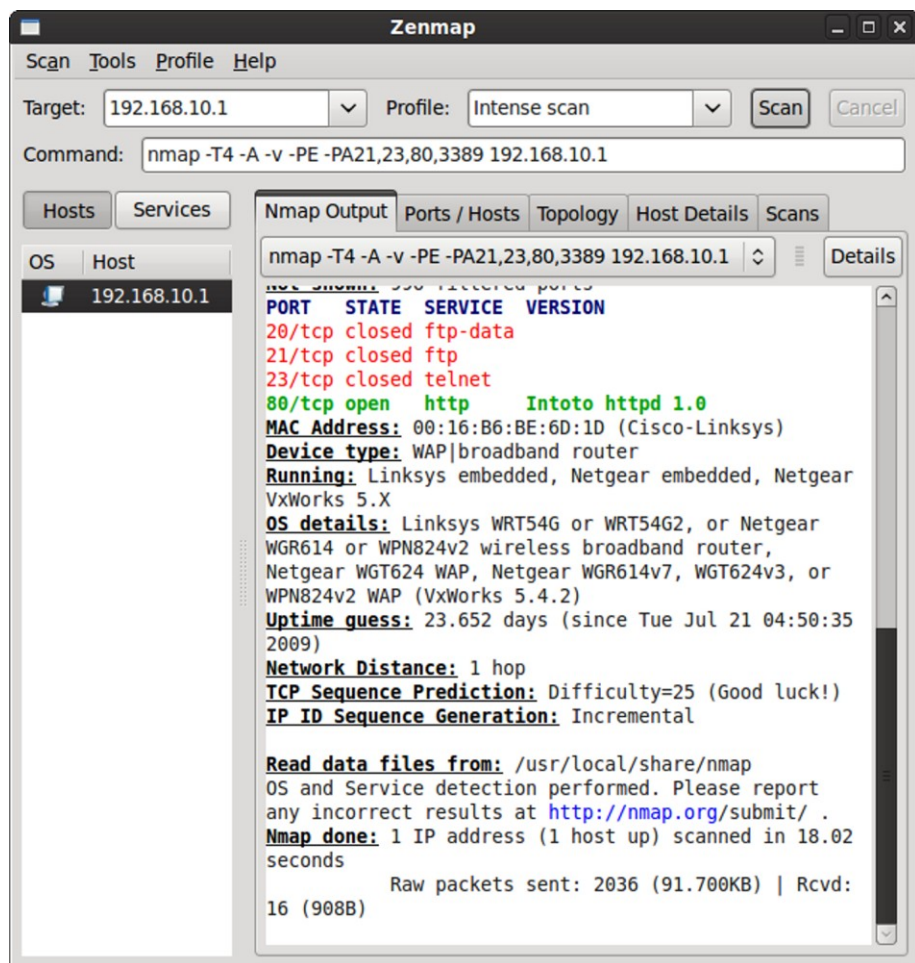 Zenmap
Scan Tools Profile Help
Target: 192.168.10.1 Profile: Intense scan Scan Cancel
Command: nmap -T4 -A -v -PE -PA21,23,80,3389 192.168.10.1
Hosts Services
Nmap Output Ports / Hosts Topology Host Details Scans
OS Host
192.168.10.1
nmap -T4 -A -v -PE -PA21,23,80,3389 192.168.10.1 Details
Not shown: 996 filtered ports
PORT STATE SERVICE VERSION
20/tcp closed ftp-data
21/tcp closed ftp
23/tcp closed telnet
80/tcp open http Intoto httpd 1.0
MAC Address: 00:16:B6:BE:6D:1D (Cisco-Linksys)
Device type: WAP|broadband router
Running: Linksys embedded, Netgear embedded, Netgear
VxWorks 5.X
OS details: Linksys WRT54G or WRT54G2, or Netgear
WGR614 or WPN824v2 wireless broadband router,
Netgear WGT624 WAP, Netgear WGR614v7, WGT624v3, or
WPN824v2 WAP (VxWorks 5.4.2)
Uptime guess: 23.652 days (since Tue Jul 21 04:50:35
2009)
Network Distance: 1 hop
TCP Sequence Prediction: Difficulty=25 (Good luck!)
IP ID Sequence Generation: Incremental
Read data files from: /usr/local/share/nmap
OS and Service detection performed. Please report
any incorrect results at http://nmap.org/submit/ .
Nmap done: 1 IP address (1 host up) scanned in 18.02
seconds
Raw packets sent: 2036 (91.700KB) | Rcvd:
16 (908B)